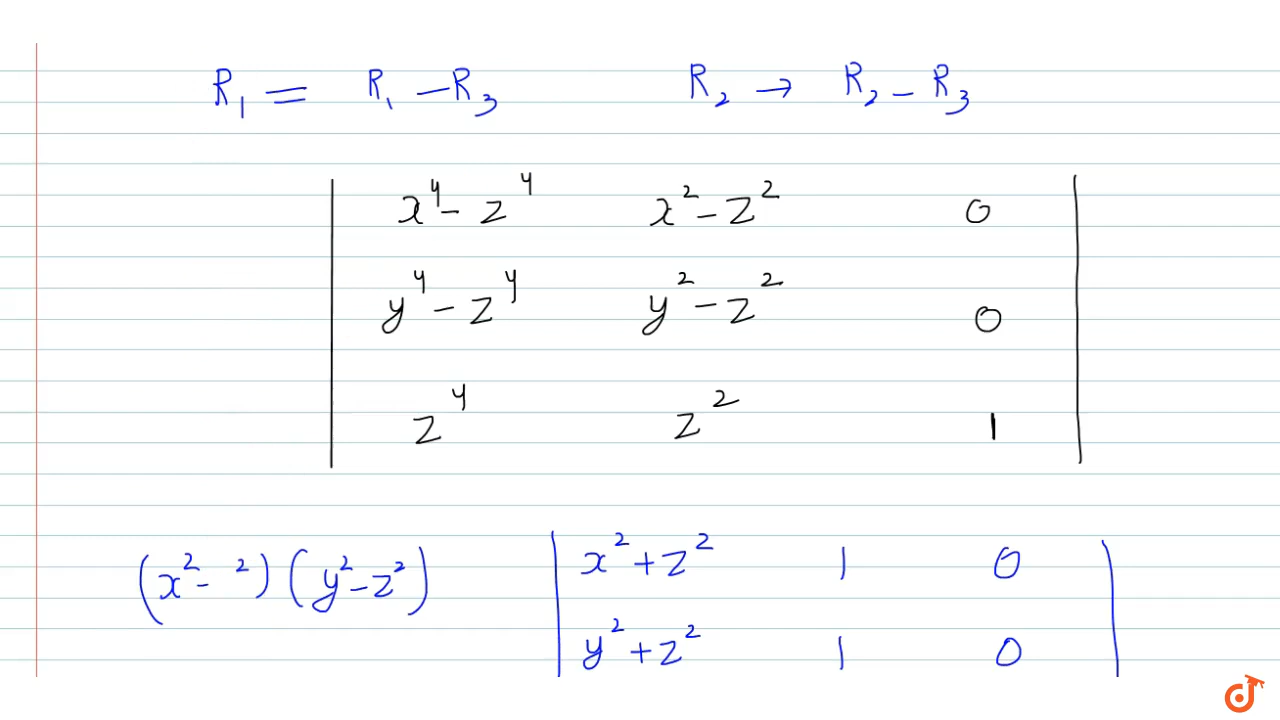 R₁ = R₁ - R₃ R₂ → R₂ - R₃
x⁴ - z⁴ x² - z² 0
y⁴ - z⁴ y² - z² 0
z⁴ z² 1
(x² - ²)(y² - z²) | x² + z² 1 0 |
y² + z² 1 0